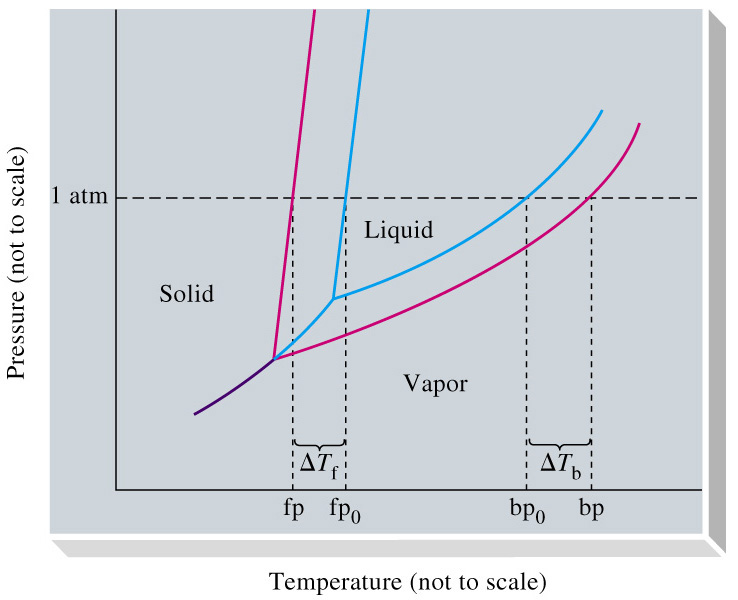 Pressure (not to scale)
1 atm
Liquid
Solid
Vapor
ΔTf
ΔTb
fp
fp0
bp0
bp
Temperature (not to scale)